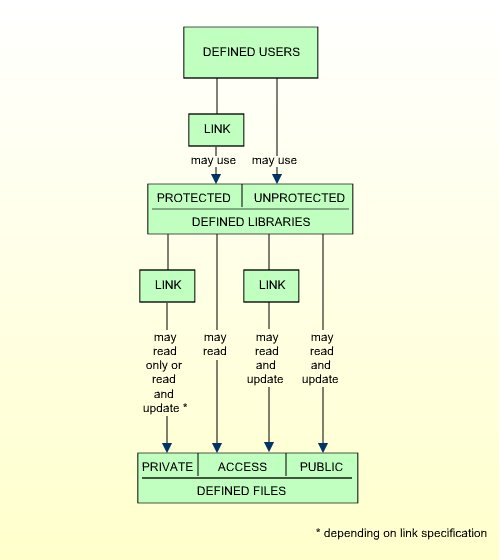 DEFINED USERS
LINK
may use may use
PROTECTED UNPROTECTED
DEFINED LIBRARIES
LINK LINK
may
read
only or
read
and
update *
may
read
may
read
and
update
may
read
and
update
PRIVATE ACCESS PUBLIC
DEFINED FILES
* depending on link specification